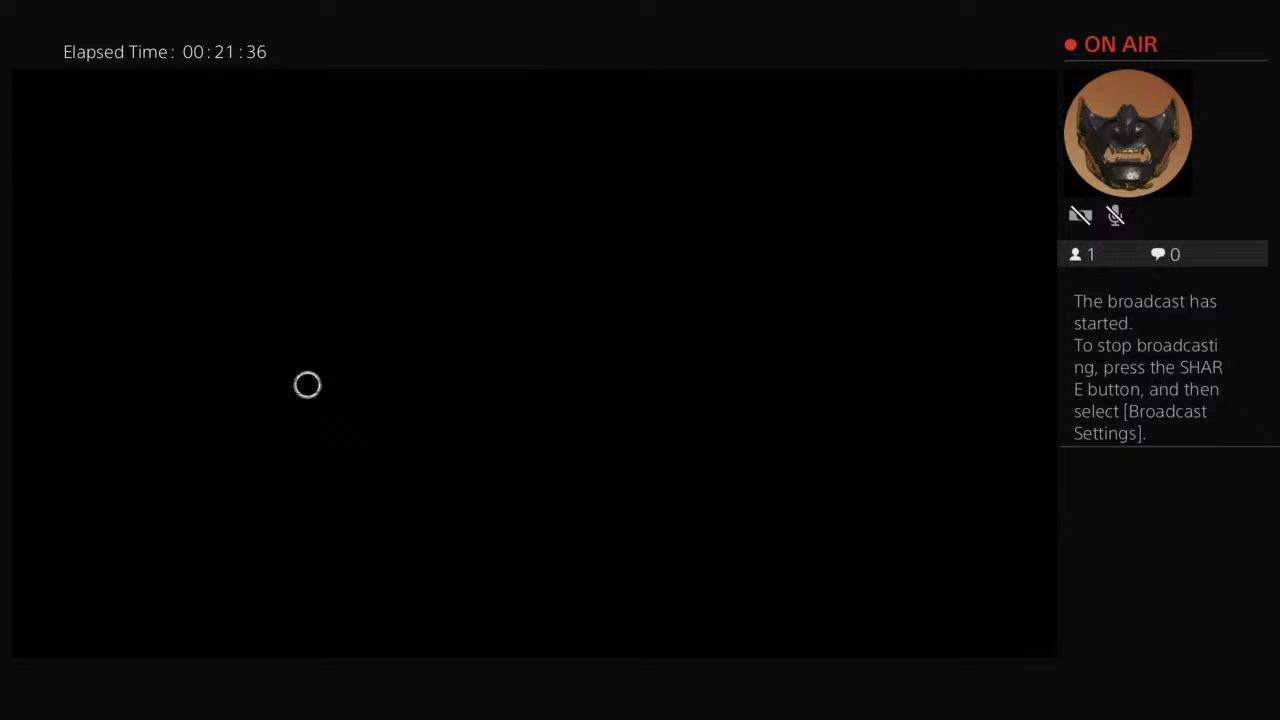 Elapsed Time: 00:21:36
ON AIR
1
0
The broadcast has
started.
To stop broadcasti
ng, press the SHAR
E button, and then
select [Broadcast
Settings].